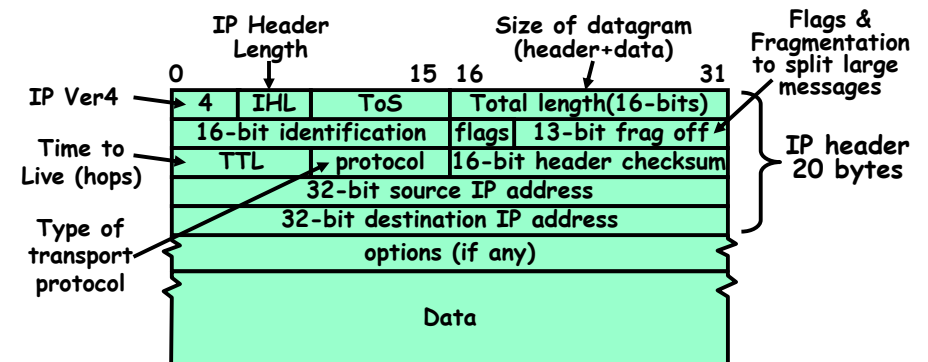 IP Header
Length
Size of datagram
(header+data)
Flags &
Fragmentation
to split large
messages
0 15 16 31
IP Ver4
4 IHL ToS Total length(16-bits)
16-bit identification flags 13-bit frag off
Time to
Live (hops)
TTL protocol 16-bit header checksum
IP header
20 bytes
32-bit source IP address
32-bit destination IP address
Type of
transport
protocol
options (if any)
Data